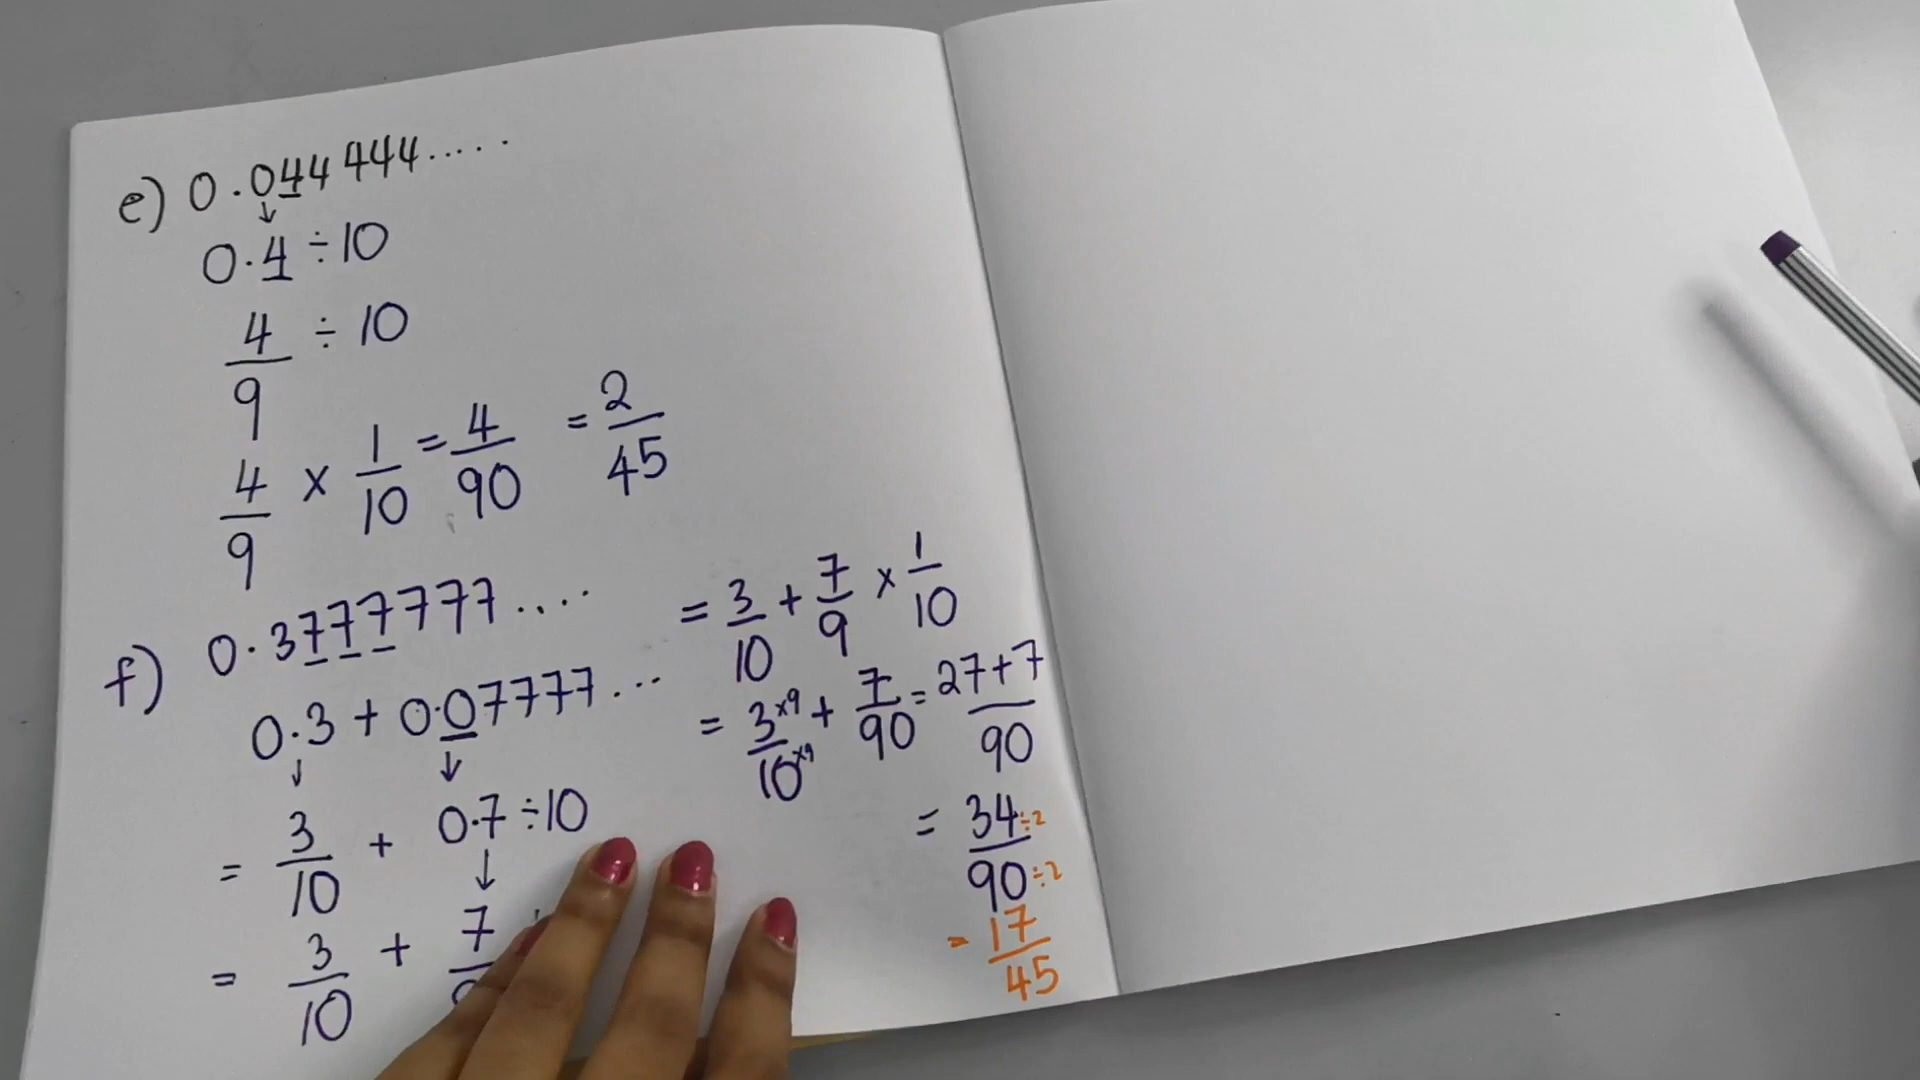 e) 0.044444.....
↓
0.4 ÷ 10
4/9 ÷ 10
4/9 × 1/10 = 4/90 = 2/45
f) 0.3777777....
0.3 + 0.07777...
↓ ↓
= 3/10 + 0.7 ÷ 10
↓
= 3/10 + 7
= 3/10 + 7/9 × 1/10
= 3×9/10×9 + 7/90 = 27+7/90
= 34÷2/90÷2
= 17/45